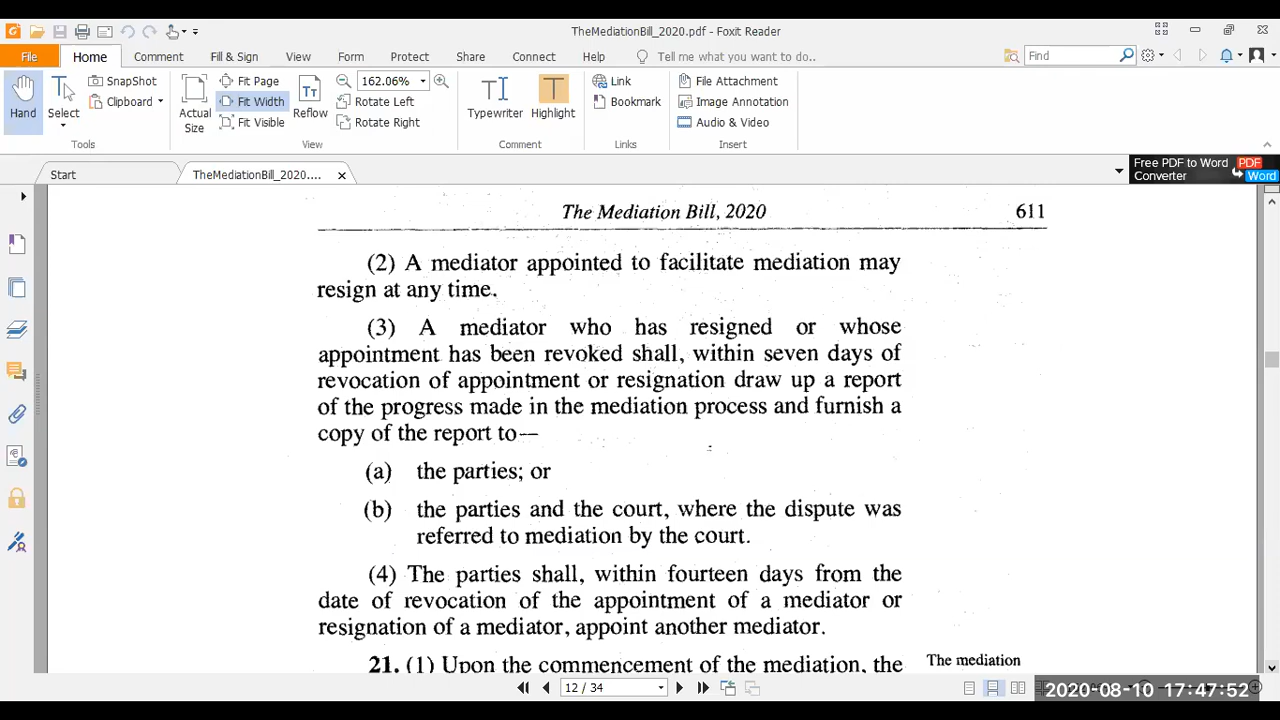 TheMediationBill_2020.pdf - Foxit Reader
File Home Comment Fill & Sign View Form Protect Share Connect Help Tell me what you want to do.. Find
Hand
Select
SnapShot
Clipboard
Tools
Actual Size
Fit Page
Fit Width
Fit Visible
Reflow
162.06%
Rotate Left
Rotate Right
View
Typewriter
Highlight
Comment
Link
Bookmark
Links
File Attachment
Image Annotation
Audio & Video
Insert
Start TheMediationBill_2020....
Free PDF to Word
Converter
PDF
Word
The Mediation Bill, 2020 611
(2) A mediator appointed to facilitate mediation may
resign at any time.
(3) A mediator who has resigned or whose
appointment has been revoked shall, within seven days of
revocation of appointment or resignation draw up a report
of the progress made in the mediation process and furnish a
copy of the report to—
(a) the parties; or
(b) the parties and the court, where the dispute was
referred to mediation by the court.
(4) The parties shall, within fourteen days from the
date of revocation of the appointment of a mediator or
resignation of a mediator, appoint another mediator.
21. (1) Upon the commencement of the mediation, the
The mediation
12 / 34
2020-08-10 17:47:52